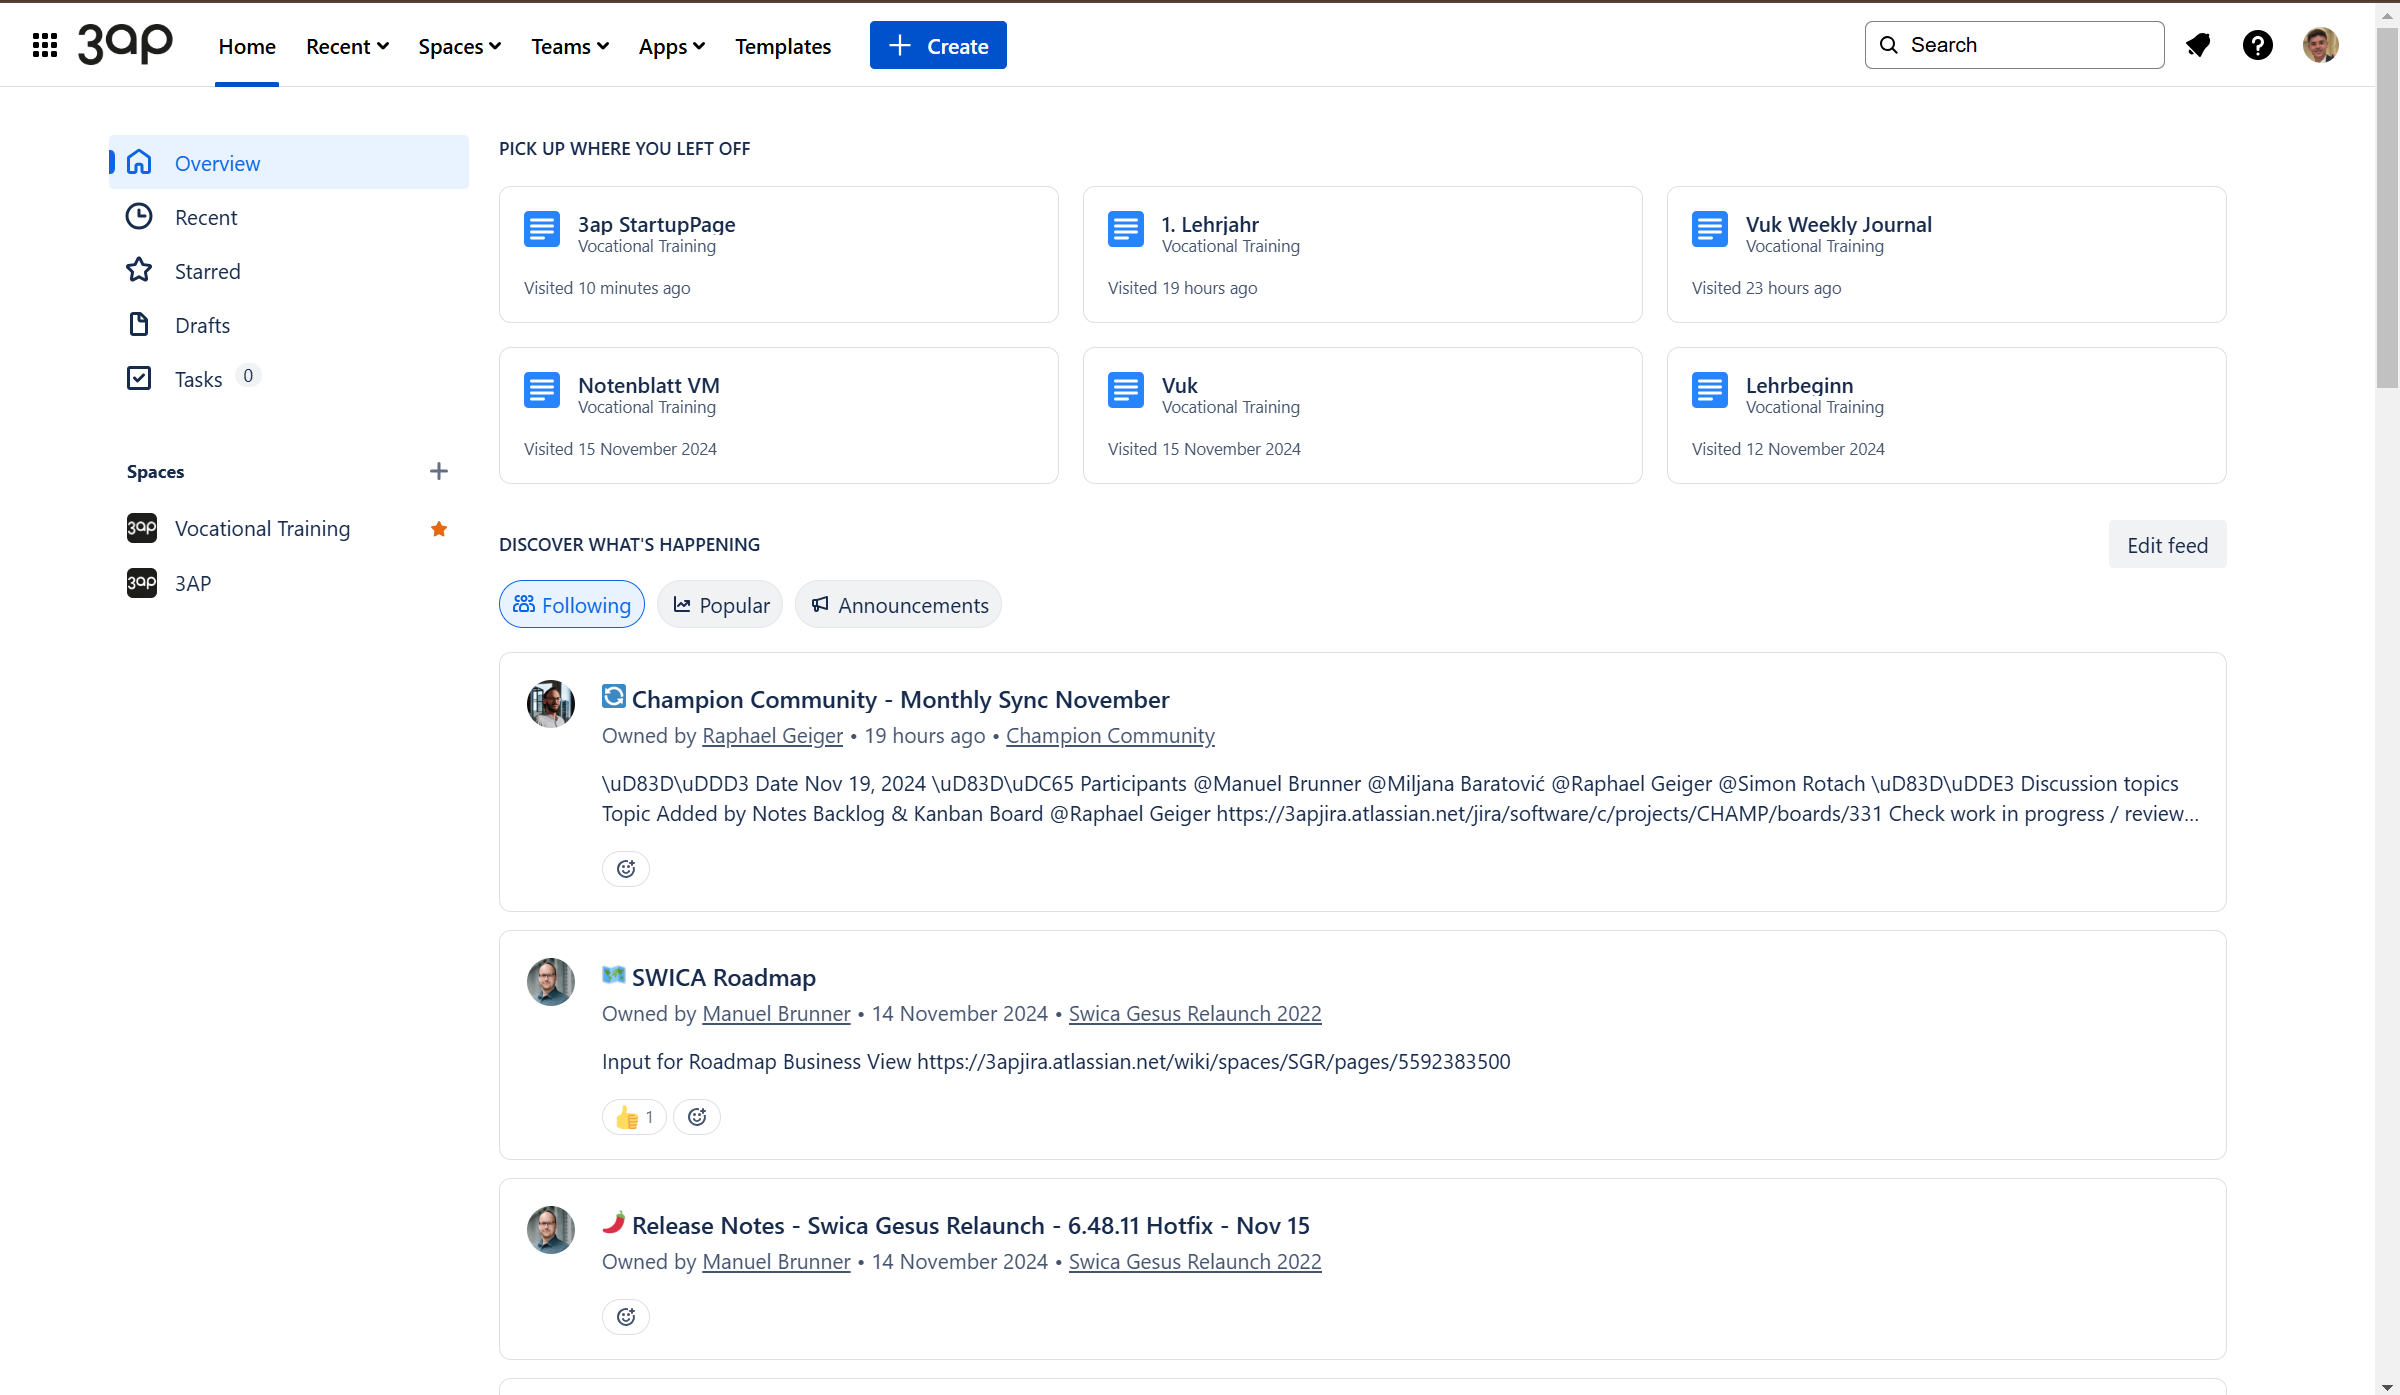 3ap
Home
Recent
Spaces
Teams
Apps
Templates
Create
Search
Overview
Recent
Starred
Drafts
Tasks 0
Spaces
3ap Vocational Training
3ap 3AP
PICK UP WHERE YOU LEFT OFF
3ap StartupPage
Vocational Training
Visited 10 minutes ago
1. Lehrjahr
Vocational Training
Visited 19 hours ago
Vuk Weekly Journal
Vocational Training
Visited 23 hours ago
Notenblatt VM
Vocational Training
Visited 15 November 2024
Vuk
Vocational Training
Visited 15 November 2024
Lehrbeginn
Vocational Training
Visited 12 November 2024
DISCOVER WHAT'S HAPPENING
Edit feed
Following
Popular
Announcements
Champion Community - Monthly Sync November
Owned by Raphael Geiger • 19 hours ago • Champion Community
\uD83D\uDDD3 Date Nov 19, 2024 \uD83D\uDC65 Participants @Manuel Brunner @Miljana Baratović @Raphael Geiger @Simon Rotach \uD83D\uDDE3 Discussion topics
Topic Added by Notes Backlog & Kanban Board @Raphael Geiger https://3apjira.atlassian.net/jira/software/c/projects/CHAMP/boards/331 Check work in progress / review...
SWICA Roadmap
Owned by Manuel Brunner • 14 November 2024 • Swica Gesus Relaunch 2022
Input for Roadmap Business View https://3apjira.atlassian.net/wiki/spaces/SGR/pages/5592383500
👍 1
Release Notes - Swica Gesus Relaunch - 6.48.11 Hotfix - Nov 15
Owned by Manuel Brunner • 14 November 2024 • Swica Gesus Relaunch 2022